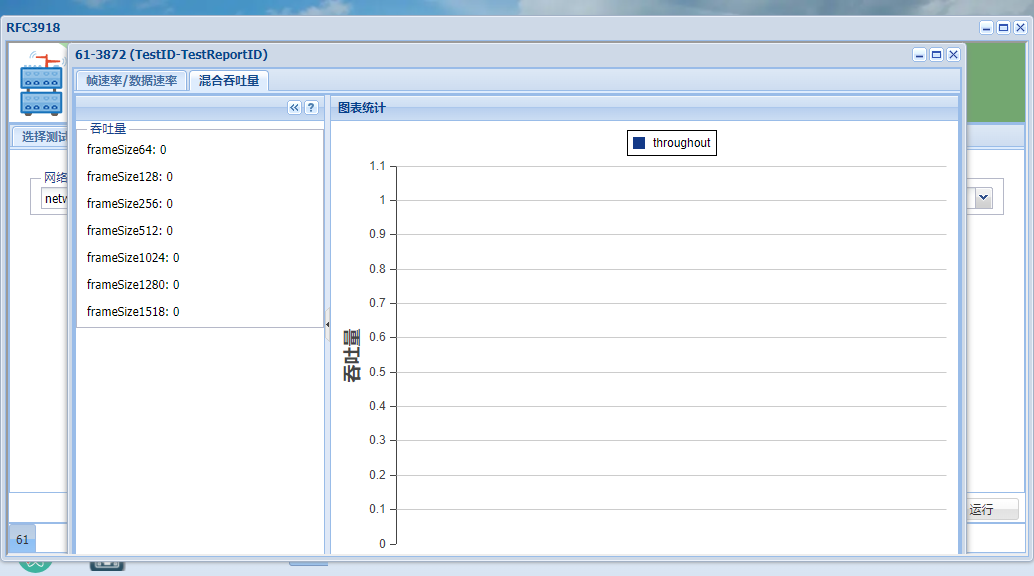 RFC3918
61-3872 (TestID-TestReportID)
帧速率/数据速率
混合吞吐量
选择测试
网络
netw
图表统计
吞吐量
frameSize64: 0
frameSize128: 0
frameSize256: 0
frameSize512: 0
frameSize1024: 0
frameSize1280: 0
frameSize1518: 0
throughout
1.1
1
0.9
0.8
0.7
0.6
0.5
0.4
0.3
0.2
0.1
0
吞吐量
运行
61